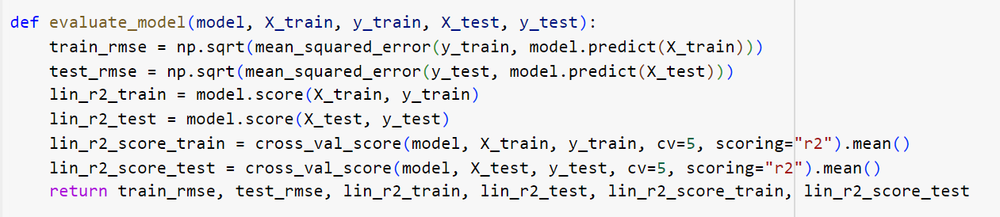 def evaluate_model(model, X_train, y_train, X_test, y_test):
    train_rmse = np.sqrt(mean_squared_error(y_train, model.predict(X_train)))
    test_rmse = np.sqrt(mean_squared_error(y_test, model.predict(X_test)))
    lin_r2_train = model.score(X_train, y_train)
    lin_r2_test = model.score(X_test, y_test)
    lin_r2_score_train = cross_val_score(model, X_train, y_train, cv=5, scoring="r2").mean()
    lin_r2_score_test = cross_val_score(model, X_test, y_test, cv=5, scoring="r2").mean()
    return train_rmse, test_rmse, lin_r2_train, lin_r2_test, lin_r2_score_train, lin_r2_score_test